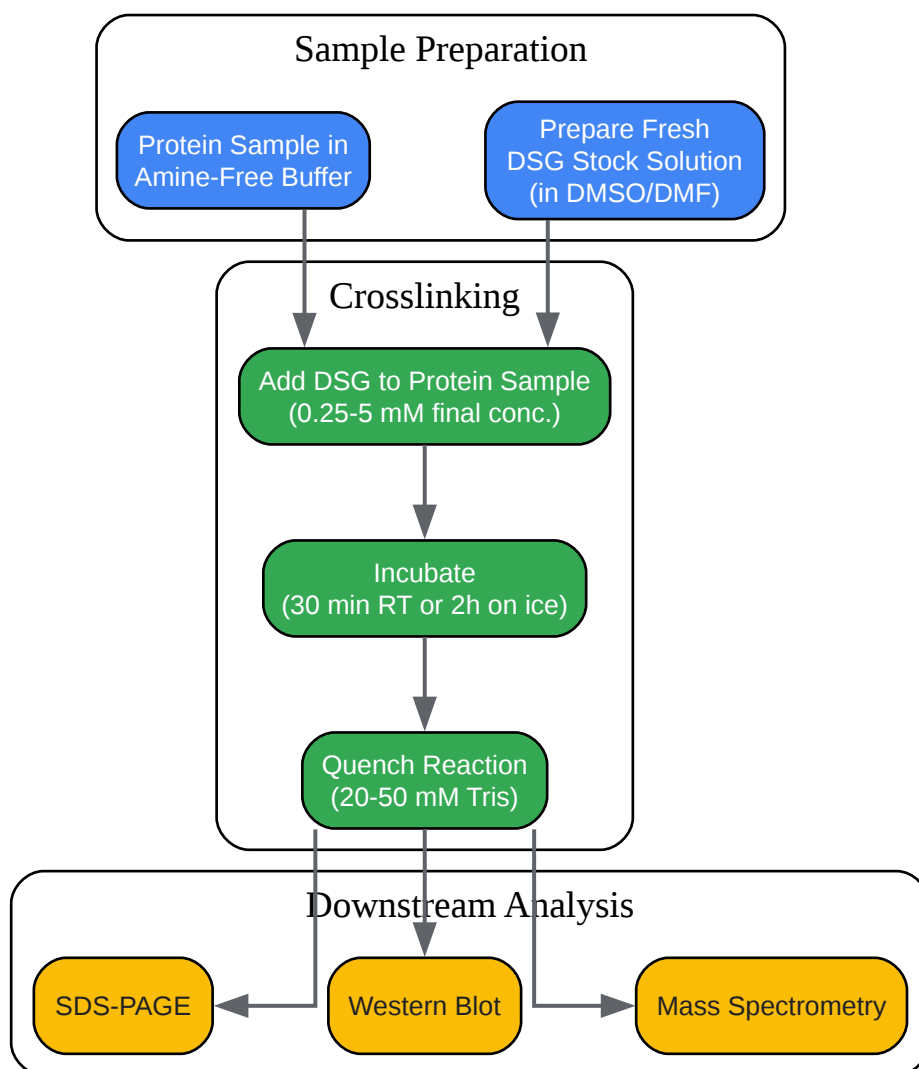 Sample Preparation
Protein Sample in
Amine-Free Buffer
Prepare Fresh
DSG Stock Solution
(in DMSO/DMF)
Crosslinking
Add DSG to Protein Sample
(0.25-5 mM final conc.)
Incubate
(30 min RT or 2h on ice)
Quench Reaction
(20-50 mM Tris)
Downstream Analysis
SDS-PAGE
Western Blot
Mass Spectrometry